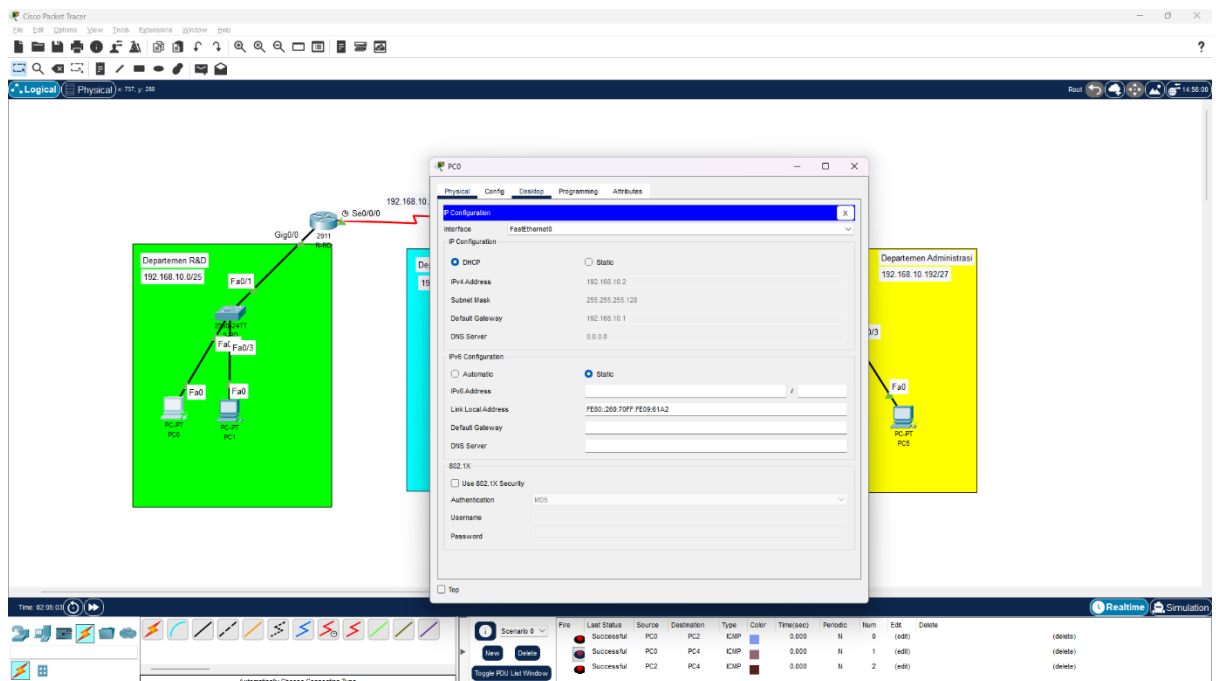 Cisco Packet Tracer
File Edit Options View Tools Extensions Window Help
?
Logical Physical x: 737, y: 288 Root 14:56:00
PC0
Physical Config Desktop Programming Attributes
IP Configuration X
Interface FastEthernet0
IP Configuration
DHCP Static
IPv4 Address 192.168.10.2
Subnet Mask 255.255.255.128
Default Gateway 192.168.10.1
DNS Server 0.0.0.0
IPv6 Configuration
Automatic Static
IPv6 Address /
Link Local Address FE80::260:70FF:FE09:61A2
Default Gateway
DNS Server
802.1X
Use 802.1X Security
Authentication MD5
Username
Password
Top
192.168.10.
Se0/0/0
Gig0/0
2911
R-RD
Departemen R&D
192.168.10.0/25
Fa0/1
Fa0/3
Fa0
Fa0
PC-PT
PC0
PC-PT
PC1
De
19
Departemen Administrasi
192.168.10.192/27
0/3
Fa0
PC-PT
PC5
Time: 02:05:03 Realtime Simulation
Scenario 0
New Delete
Toggle PDU List Window
Fire Last Status Source Destination Type Color Time(sec) Periodic Num Edit Delete
Successful PC0 PC2 ICMP 0.000 N 0 (edit) (delete)
Successful PC0 PC4 ICMP 0.000 N 1 (edit) (delete)
Successful PC2 PC4 ICMP 0.000 N 2 (edit) (delete)
Automatically Choose Connection Type